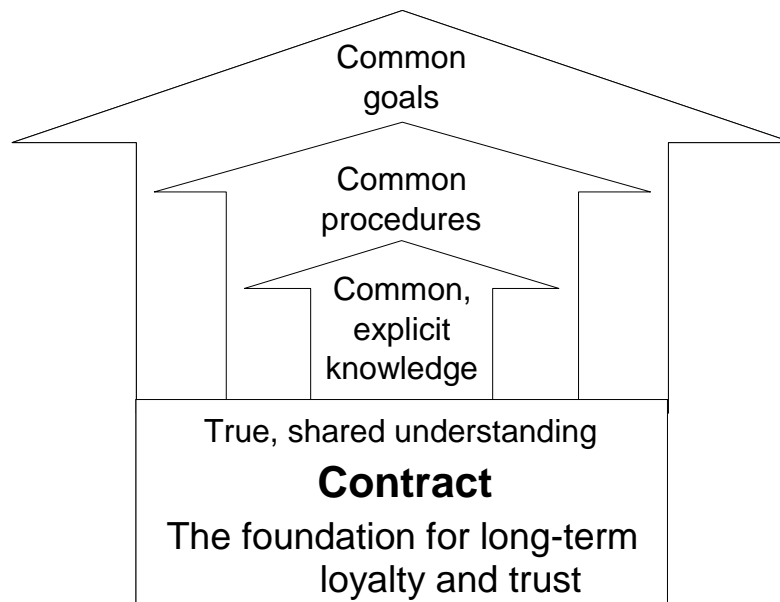 Common
goals
Common
procedures
Common,
explicit
knowledge
True, shared understanding
Contract
The foundation for long-term
loyalty and trust